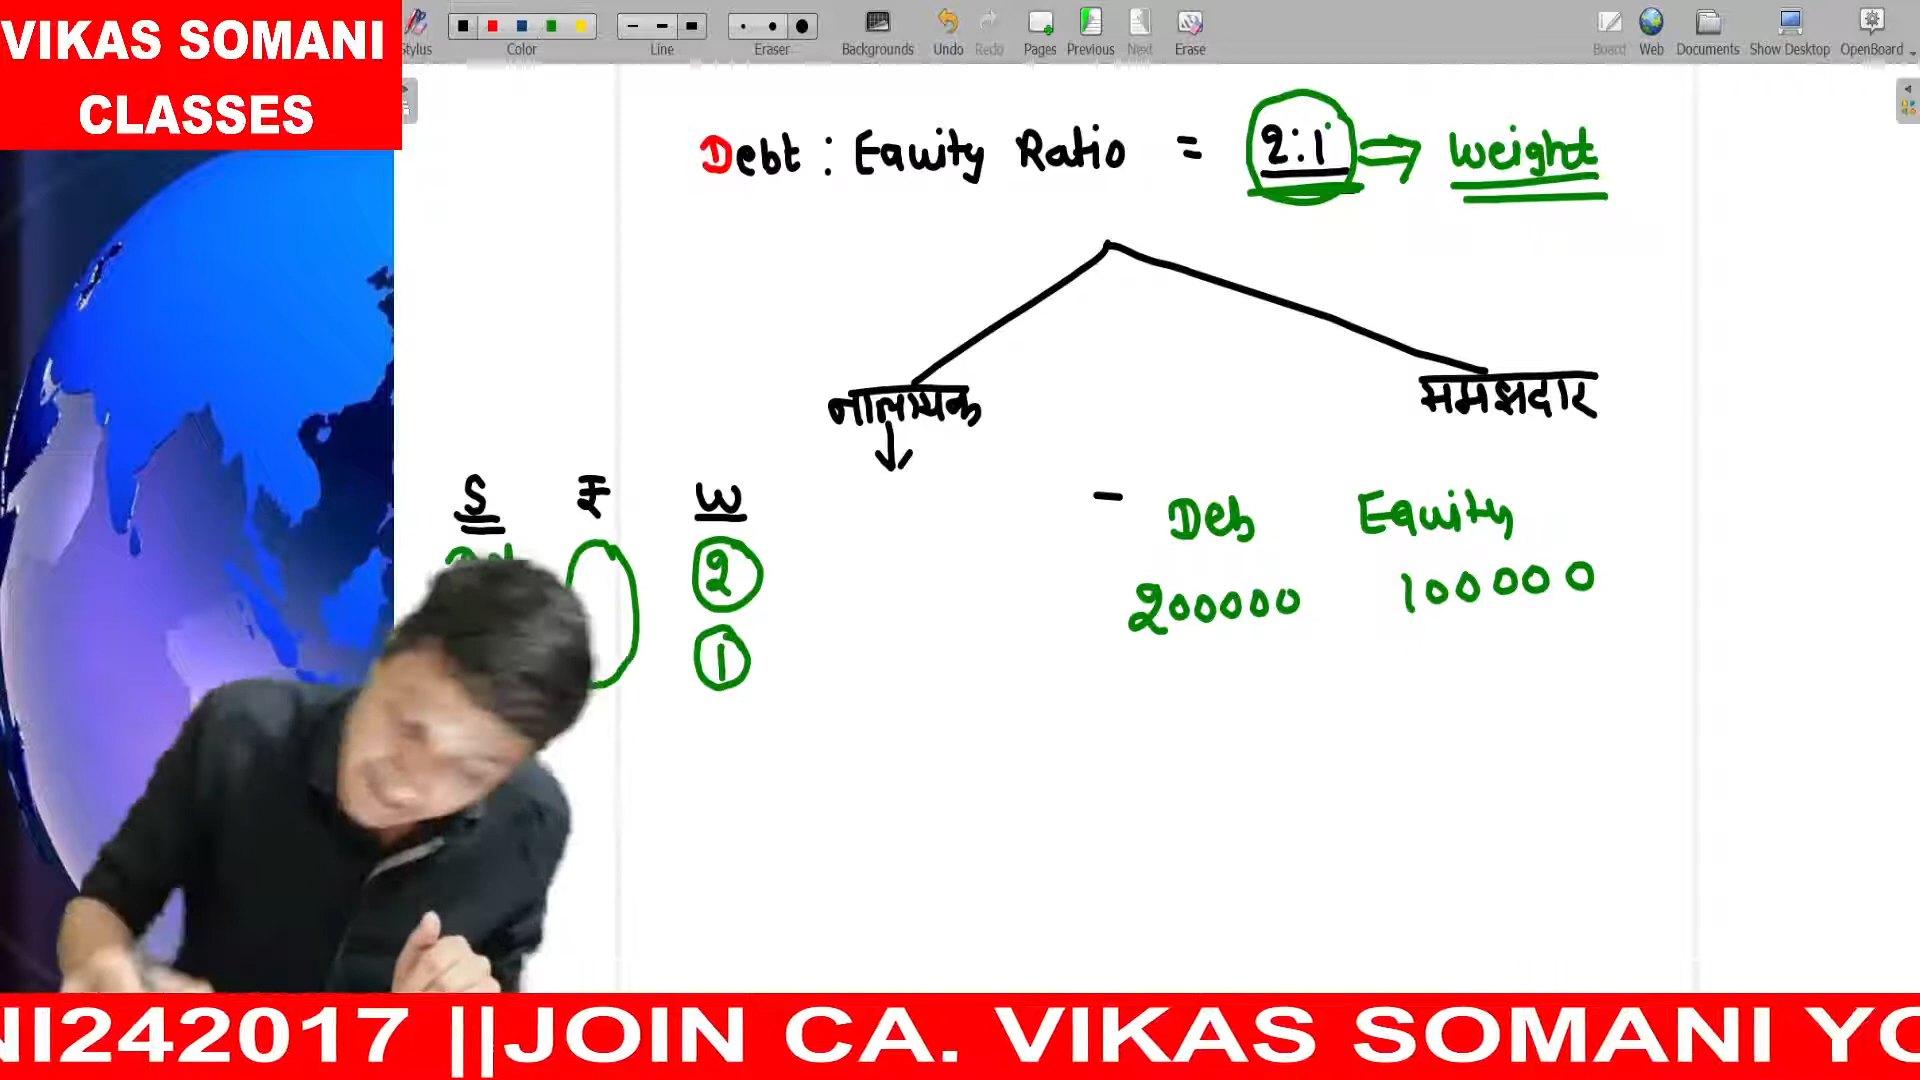 VIKAS SOMANI
CLASSES
Stylus
Color
Line
Eraser
Backgrounds
Undo
Redo
Pages
Previous
Next
Erase
Board
Web
Documents
Show Desktop
OpenBoard
Debt : Equity Ratio = 2:1 ⇒ Weight
नालायक
समझदार
S ₹ W
2
1
- Deb Equity
200000 100000
NI242017 ||JOIN CA. VIKAS SOMANI YO